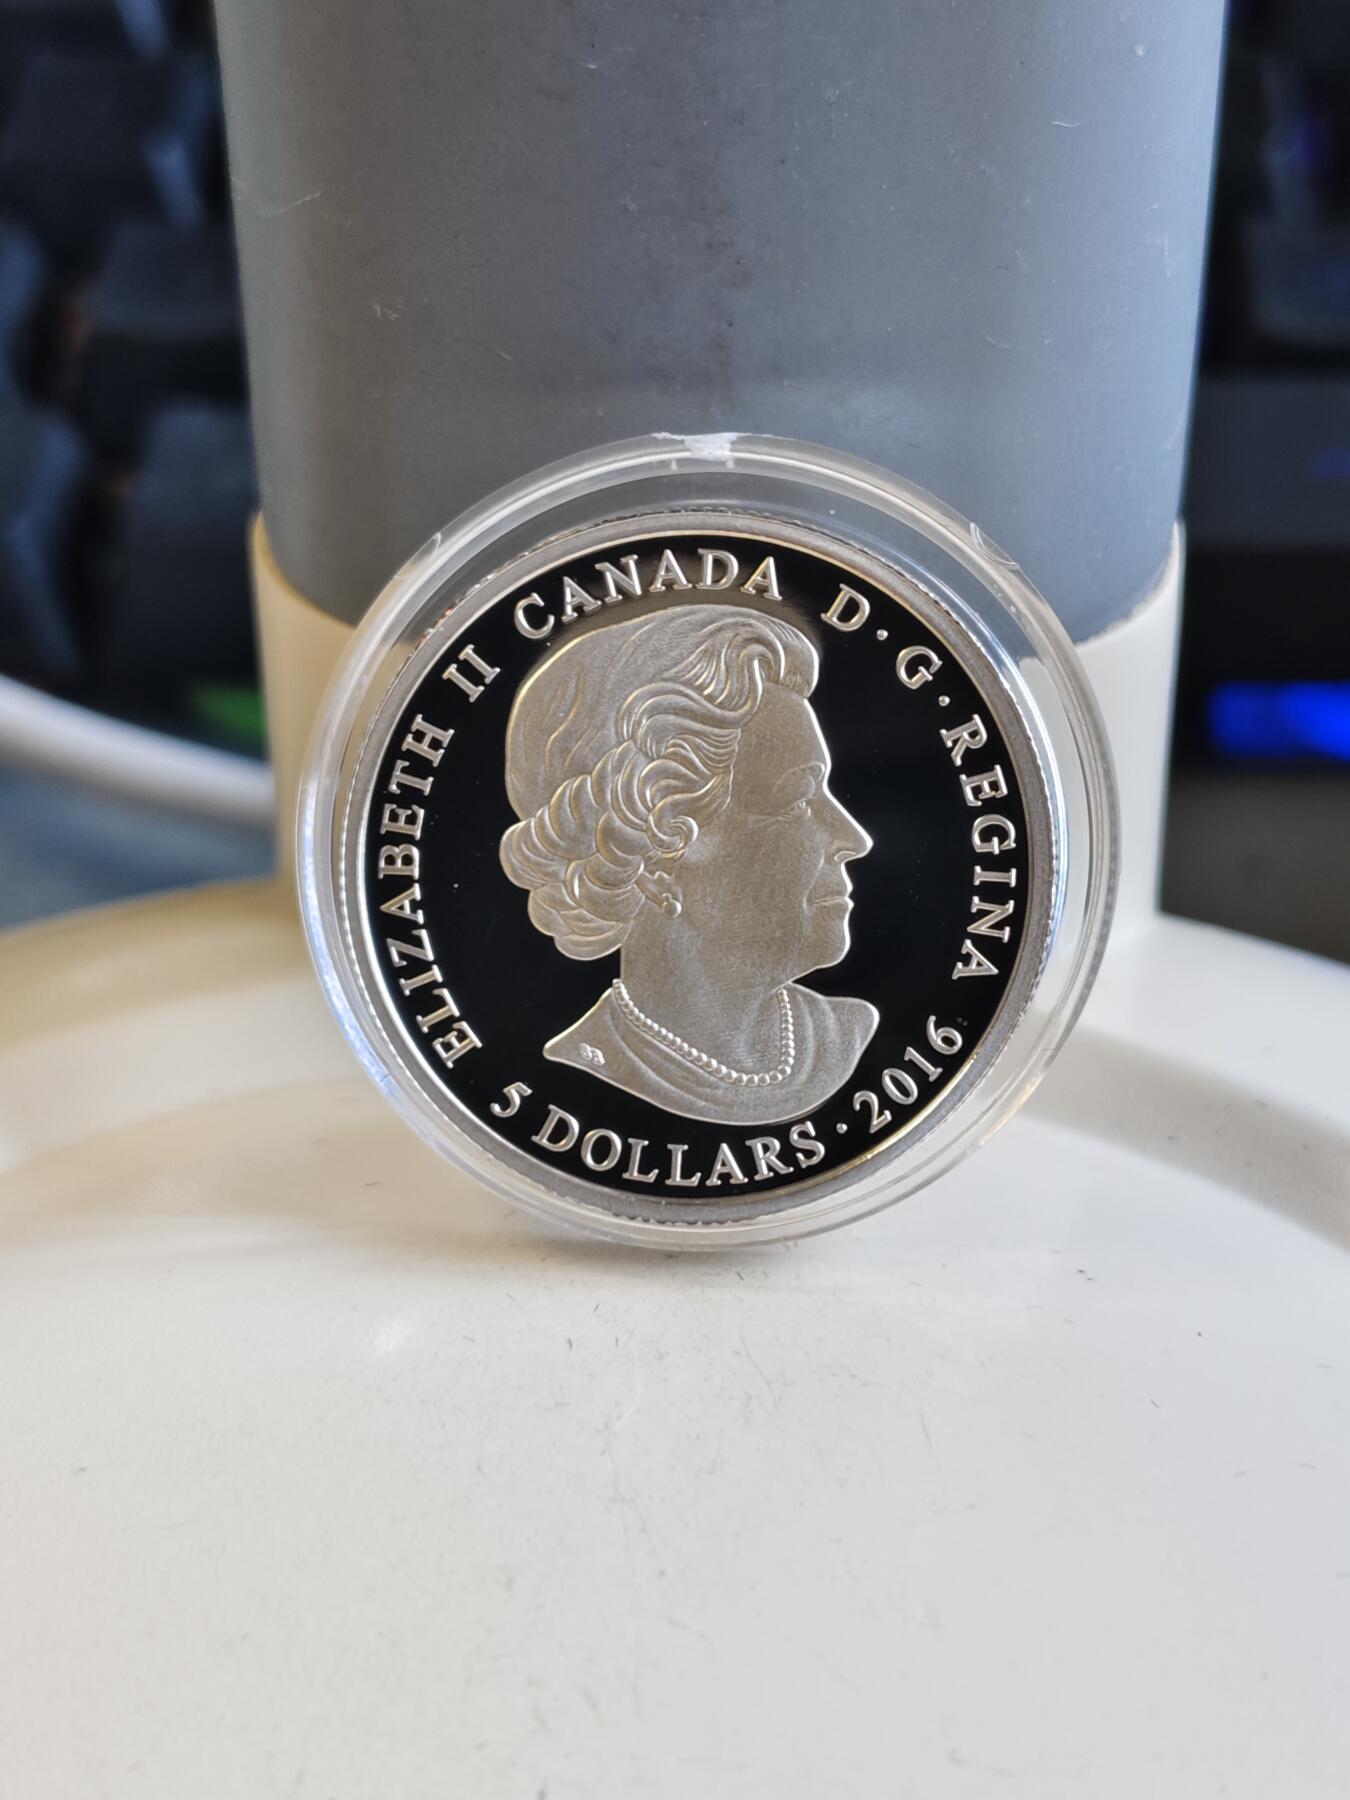 ELIZABETH II CANADA D·G·REGINA
5 DOLLARS·2016